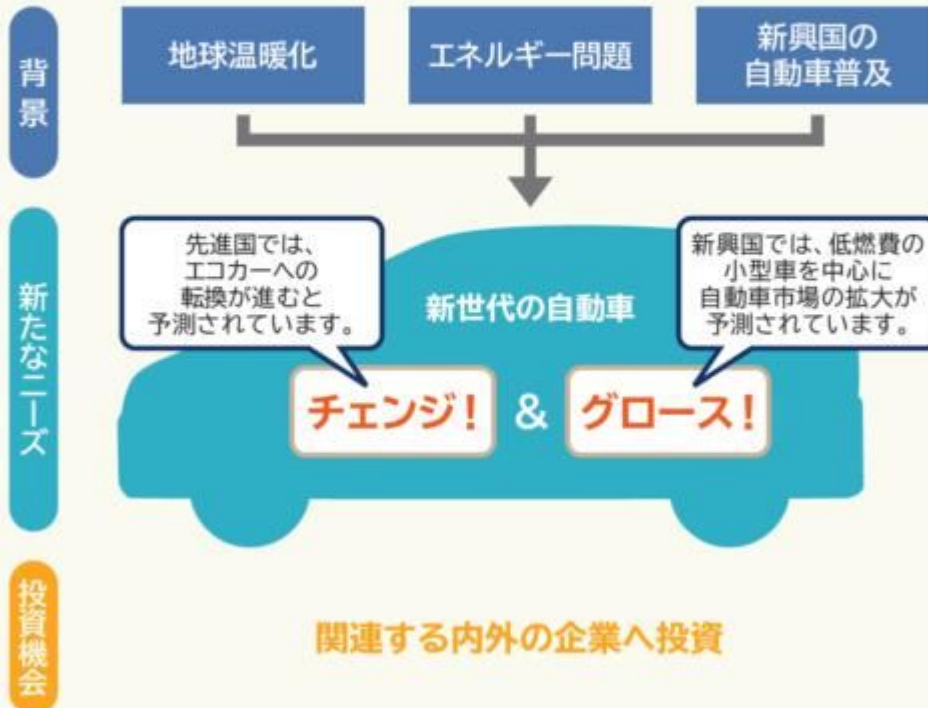 背景
地球温暖化
エネルギー問題
新興国の
自動車普及
新たなニーズ
先進国では、
エコカーへの
転換が進むと
予測されています。
新世代の自動車
新興国では、低燃費の
小型車を中心に
自動車市場の拡大が
予測されています。
チェンジ！ & グロース！
投資機会
関連する内外の企業へ投資